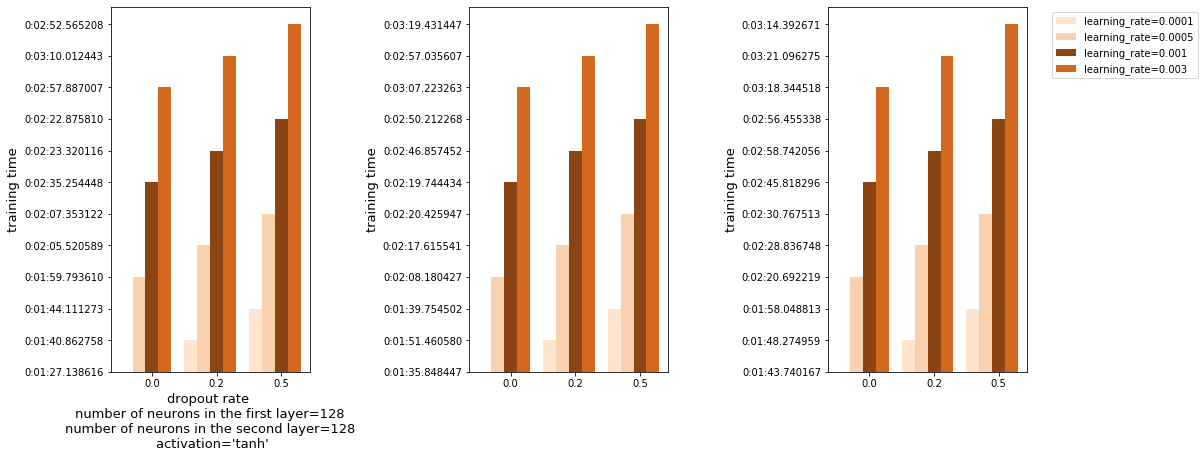 0:02:52.565208
0:03:10.012443
0:02:57.887007
0:02:22.875810
0:02:23.320116
0:02:35.254448
0:02:07.353122
0:02:05.520589
0:01:59.793610
0:01:44.111273
0:01:40.862758
0:01:27.138616
training time
0.0 0.2 0.5
dropout rate
number of neurons in the first layer=128
number of neurons in the second layer=128
activation='tanh'
0:03:19.431447
0:02:57.035607
0:03:07.223263
0:02:50.212268
0:02:46.857452
0:02:19.744434
0:02:20.425947
0:02:17.615541
0:02:08.180427
0:01:39.754502
0:01:51.460580
0:01:35.848447
training time
0.0 0.2 0.5
0:03:14.392671
0:03:21.096275
0:03:18.344518
0:02:56.455338
0:02:58.742056
0:02:45.818296
0:02:30.767513
0:02:28.836748
0:02:20.692219
0:01:58.048813
0:01:48.274959
0:01:43.740167
training time
0.0 0.2 0.5
learning_rate=0.0001
learning_rate=0.0005
learning_rate=0.001
learning_rate=0.003